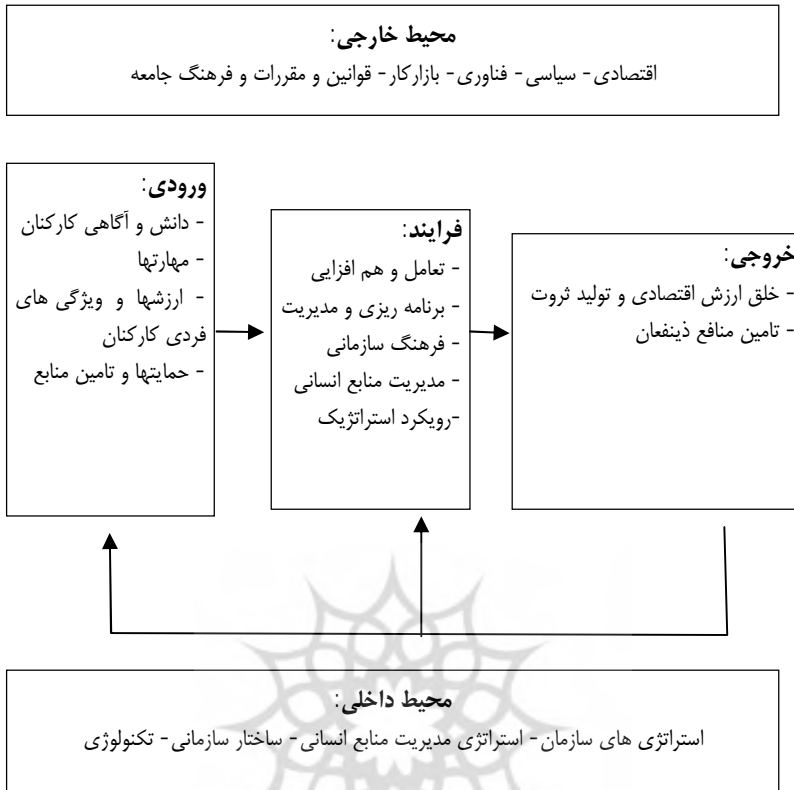 محیط خارجی:
اقتصادی- سیاسی- فناوری- بازارکار- قوانین و مقررات و فرهنگ جامعه
ورودی:
- دانش و آگاهی کارکنان
- مهارتها
- ارزشها و ویژگی های
فردی کارکنان
- حمایتها و تامین منابع
فرایند:
- تعامل و هم افزایی
- برنامه ریزی و مدیریت
- فرهنگ سازمانی
- مدیریت منابع انسانی
-رویکرد استراتژیک
خروجی:
- خلق ارزش اقتصادی و تولید ثروت
- تامین منافع ذینفعان
محیط داخلی:
استراتژی های سازمان- استراتژی مدیریت منابع انسانی- ساختار سازمانی- تکنولوژی